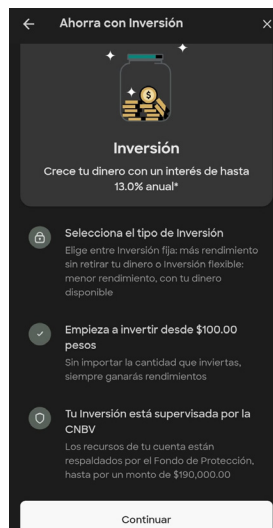 Ahorra con Inversión
Inversión
Crece tu dinero con un interés de hasta
13.0% anual*
Selecciona el tipo de Inversión
Elige entre Inversión fija: más rendimiento
sin retirar tu dinero o Inversión flexible:
menor rendimiento, con tu dinero
disponible
Empieza a invertir desde $100.00
pesos
Sin importar la cantidad que inviertas,
siempre ganarás rendimientos
Tu Inversión está supervisada por la
CNBV
Los recursos de tu cuenta están
respaldados por el Fondo de Protección,
hasta por un monto de $190,000.00
Continuar